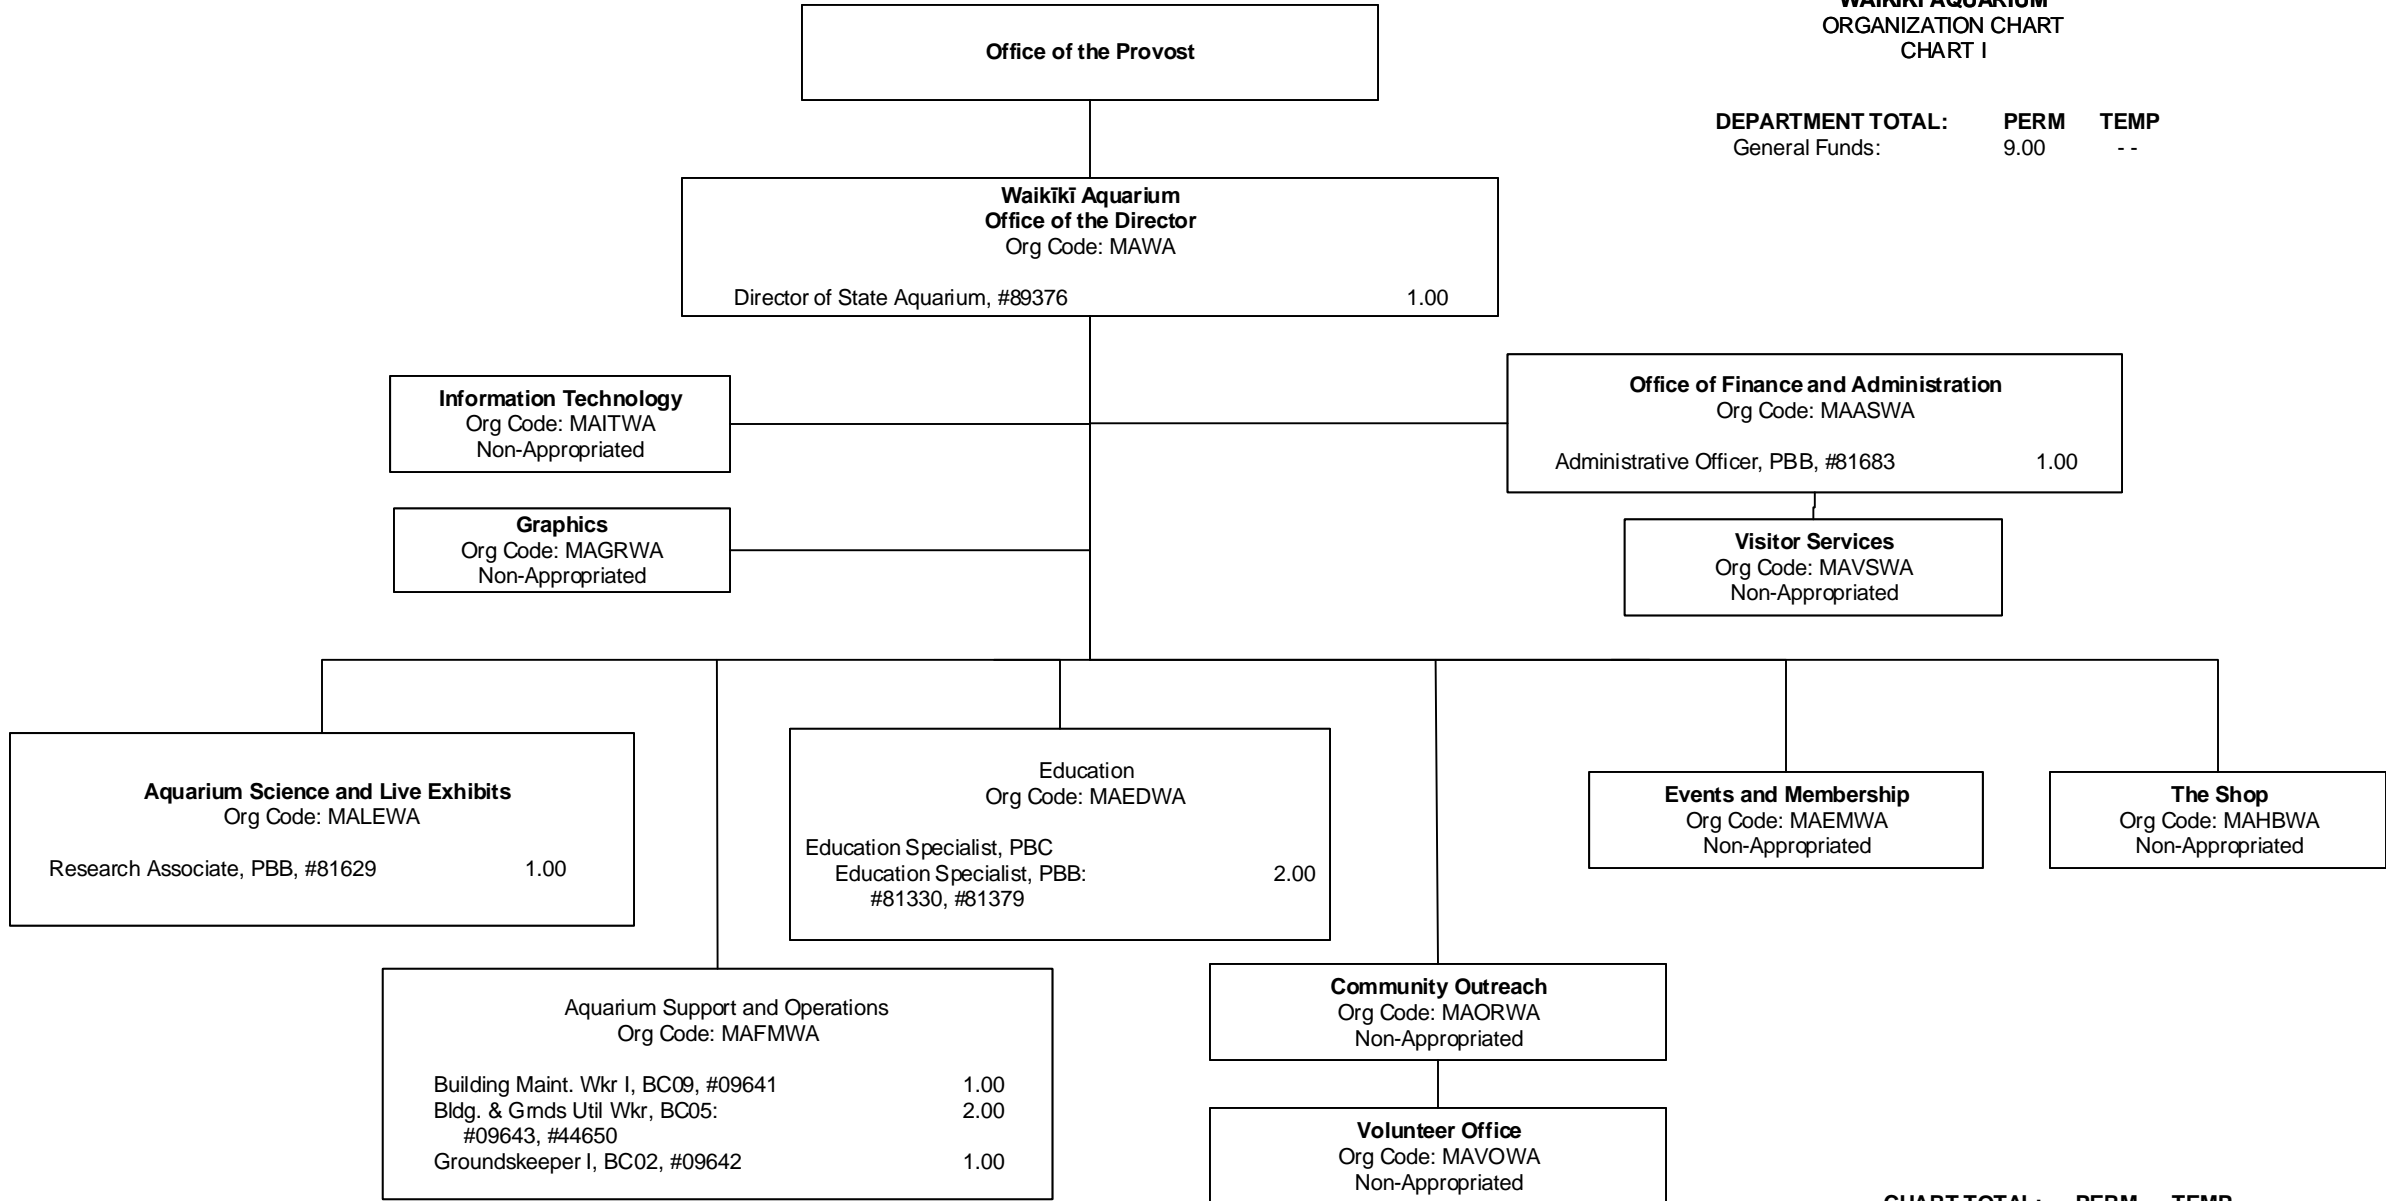 WAIKĪKĪ AQUARIUM
ORGANIZATION CHART
CHART I
DEPARTMENT TOTAL: PERM TEMP
General Funds: 9.00 - -
Office of the Provost
Waikīkī Aquarium
Office of the Director
Org Code: MAWA
Director of State Aquarium, #89376 1.00
Information Technology
Org Code: MAITWA
Non-Appropriated
Office of Finance and Administration
Org Code: MAASWA
Administrative Officer, PBB, #81683 1.00
Graphics
Org Code: MAGRWA
Non-Appropriated
Visitor Services
Org Code: MAVSWA
Non-Appropriated
Aquarium Science and Live Exhibits
Org Code: MALEWA
Research Associate, PBB, #81629 1.00
Education
Org Code: MAEDWA
Education Specialist, PBC
Education Specialist, PBB: 2.00
#81330, #81379
Events and Membership
Org Code: MAEMWA
Non-Appropriated
The Shop
Org Code: MAHBWA
Non-Appropriated
Aquarium Support and Operations
Org Code: MAFMWA
Building Maint. Wkr I, BC09, #09641 1.00
Bldg. & Grnds Util Wkr, BC05: 2.00
#09643, #44650
Groundskeeper I, BC02, #09642 1.00
Community Outreach
Org Code: MAORWA
Non-Appropriated
Volunteer Office
Org Code: MAVOWA
Non-Appropriated
CHART TOTAL: PERM TEMP